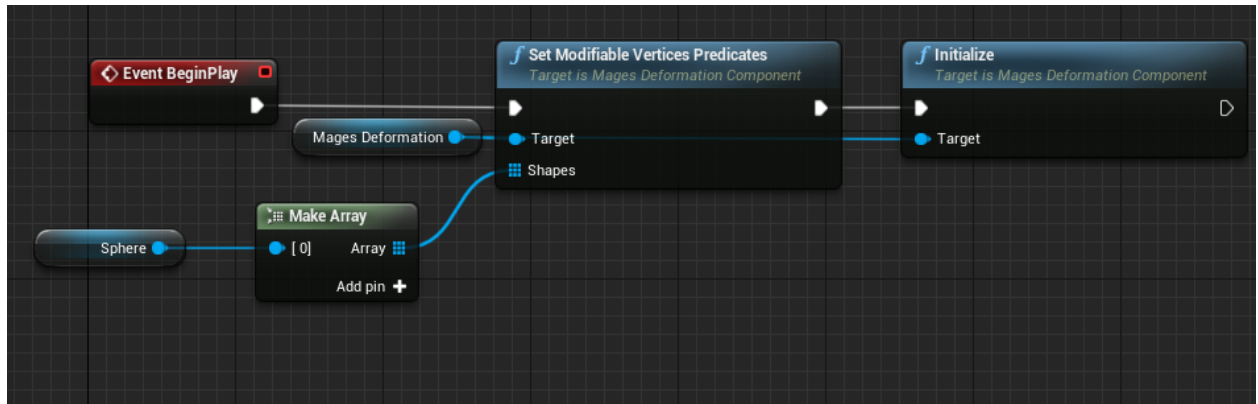 Event BeginPlay
Set Modifiable Vertices Predicates
Target is Mages Deformation Component
Initialize
Target is Mages Deformation Component
Mages Deformation
Target
Target
Shapes
Make Array
Sphere
[ 0]
Array
Add pin